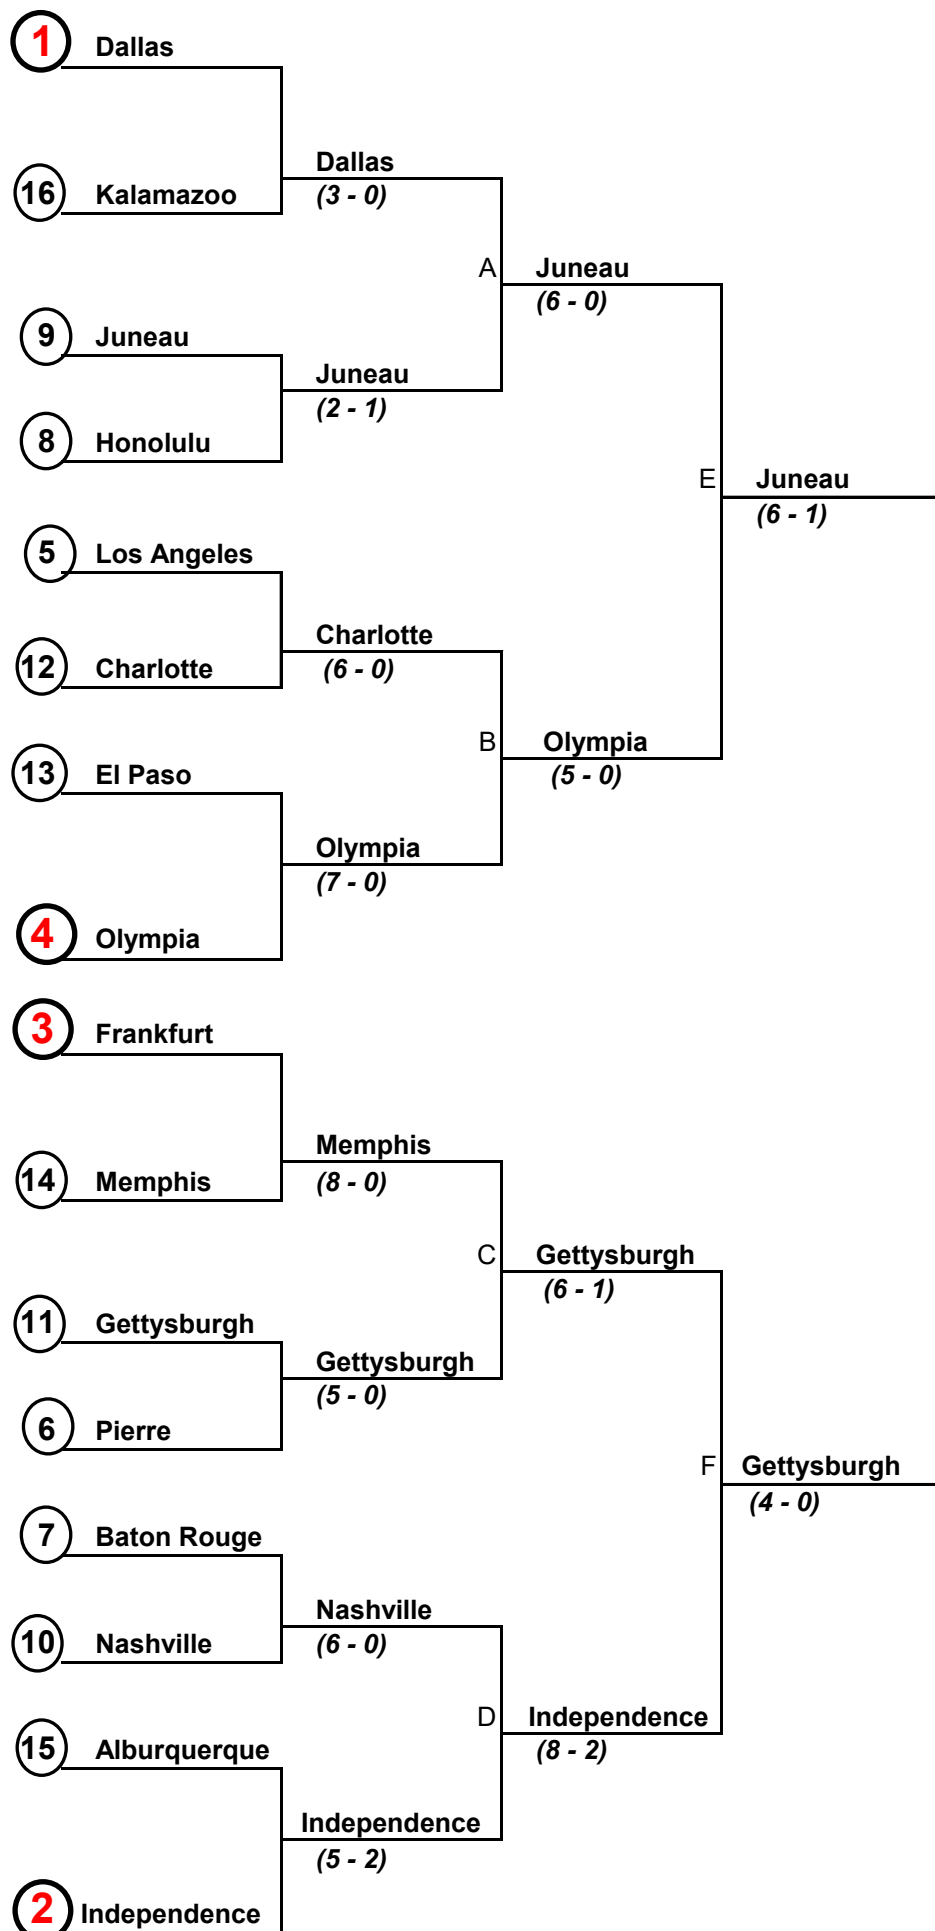 1 Dallas
Dallas
(3 - 0)
16 Kalamazoo
A Juneau
(6 - 0)
9 Juneau
Juneau
(2 - 1)
8 Honolulu
E Juneau
(6 - 1)
5 Los Angeles
Charlotte
(6 - 0)
12 Charlotte
B Olympia
(5 - 0)
13 El Paso
Olympia
(7 - 0)
4 Olympia
3 Frankfurt
Memphis
(8 - 0)
14 Memphis
C Gettysburgh
(6 - 1)
11 Gettysburgh
Gettysburgh
(5 - 0)
6 Pierre
F Gettysburgh
(4 - 0)
7 Baton Rouge
Nashville
(6 - 0)
10 Nashville
D Independence
(8 - 2)
15 Alburquerque
Independence
(5 - 2)
2 Independence